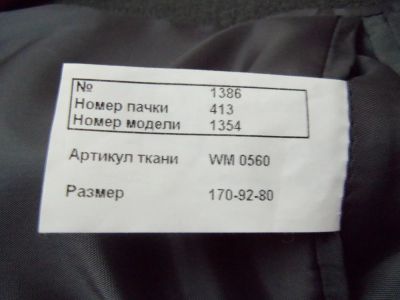 № 1386
Номер пачки 413
Номер модели 1354
Артикул ткани WM 0560
Размер 170-92-80